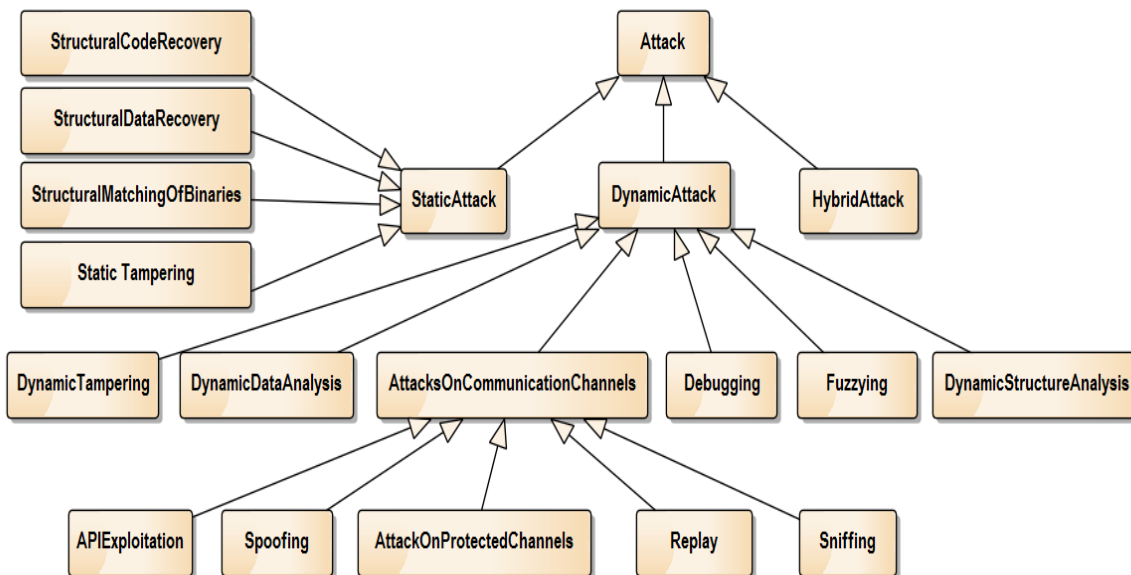 StructuralCodeRecovery
Attack
StructuralDataRecovery
StructuralMatchingOfBinaries
StaticAttack
DynamicAttack
HybridAttack
Static Tampering
DynamicTampering
DynamicDataAnalysis
AttacksOnCommunicationChannels
Debugging
Fuzzying
DynamicStructureAnalysis
APIExploitation
Spoofing
AttackOnProtectedChannels
Replay
Sniffing